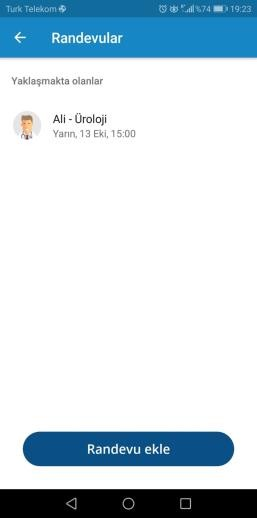 Turk Telekom %74 19:23
Randevular
Yaklaşmakta olanlar
Ali - Üroloji
Yarın, 13 Eki, 15:00
Randevu ekle